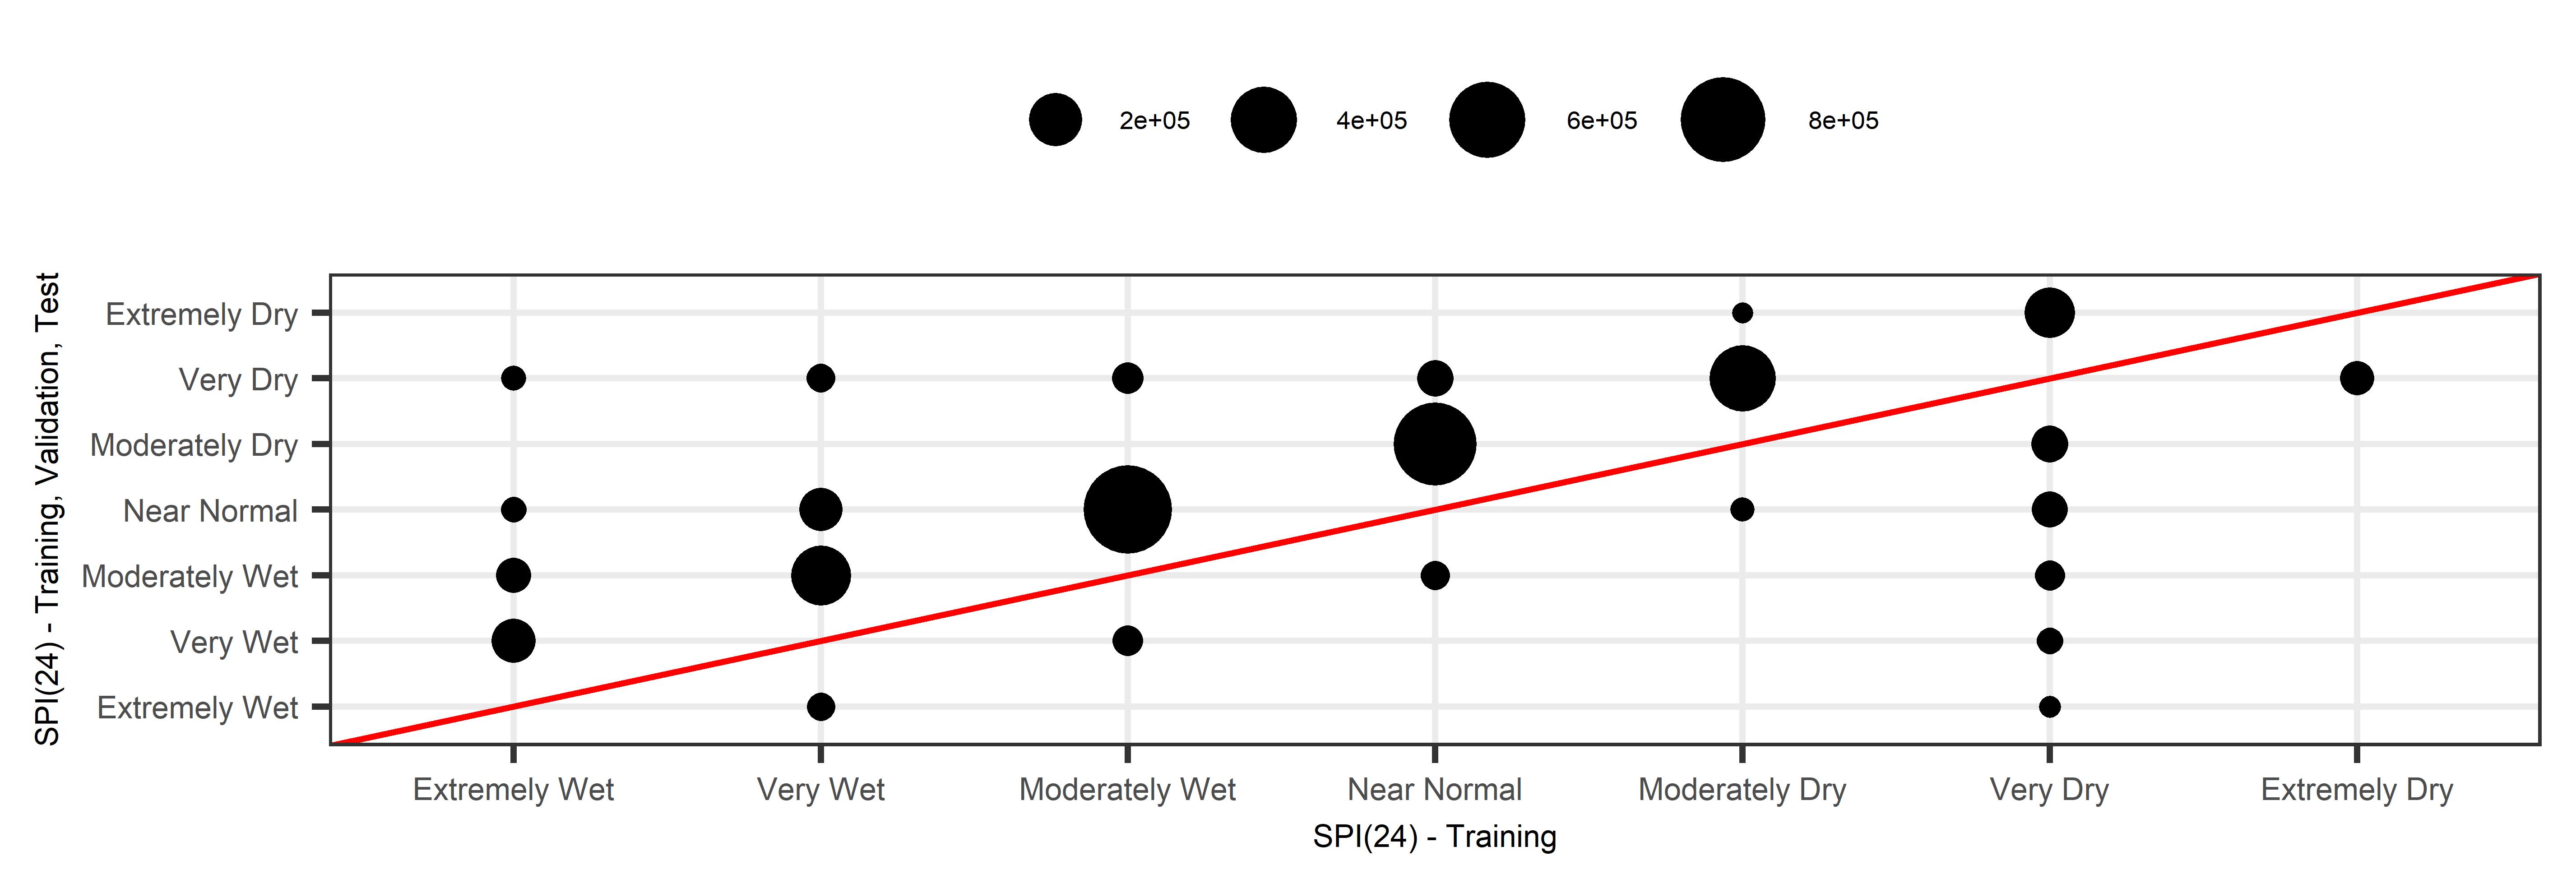 2e+05 4e+05 6e+05 8e+05
SPI(24) - Training, Validation, Test
Extremely Dry
Very Dry
Moderately Dry
Near Normal
Moderately Wet
Very Wet
Extremely Wet
Extremely Wet Very Wet Moderately Wet Near Normal Moderately Dry Very Dry Extremely Dry
SPI(24) - Training